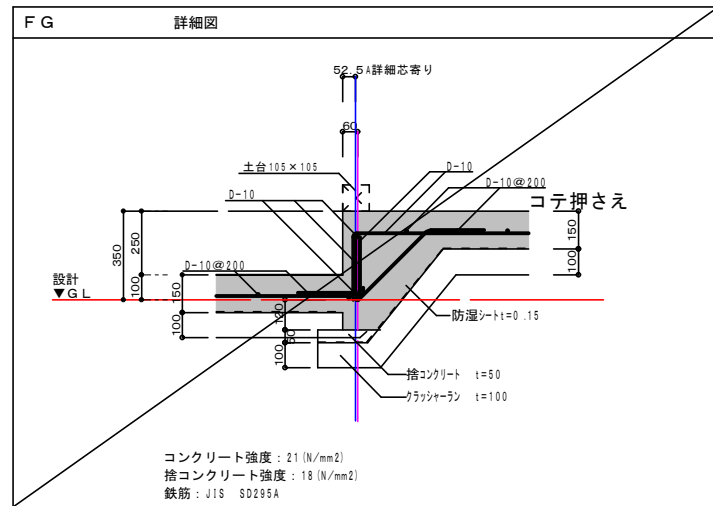 FG 詳細図
52.5 A詳細芯寄り
60
土台105×105
D-10
D-10
D-10@200
コテ押さえ
350
250
100
150
100
D-10@200
設計
▼GL
150
100
120
50
100
防湿シートt=0.15
捨コンクリート t=50
クラッシャーラン t=100
コンクリート強度：21(N/mm2)
捨コンクリート強度：18(N/mm2)
鉄筋：JIS SD295A